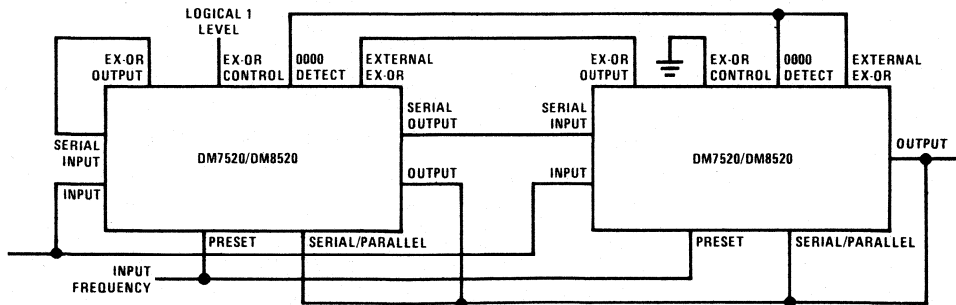 LOGICAL 1
LEVEL
EX-OR
OUTPUT
EX-OR
CONTROL
0000
DETECT
EXTERNAL
EX-OR
EX-OR
OUTPUT
EX-OR
CONTROL
0000
DETECT
EXTERNAL
EX-OR
SERIAL
INPUT
DM7520/DM8520
SERIAL
OUTPUT
SERIAL
INPUT
DM7520/DM8520
OUTPUT
INPUT
OUTPUT
INPUT
PRESET
SERIAL/PARALLEL
PRESET
SERIAL/PARALLEL
INPUT
FREQUENCY